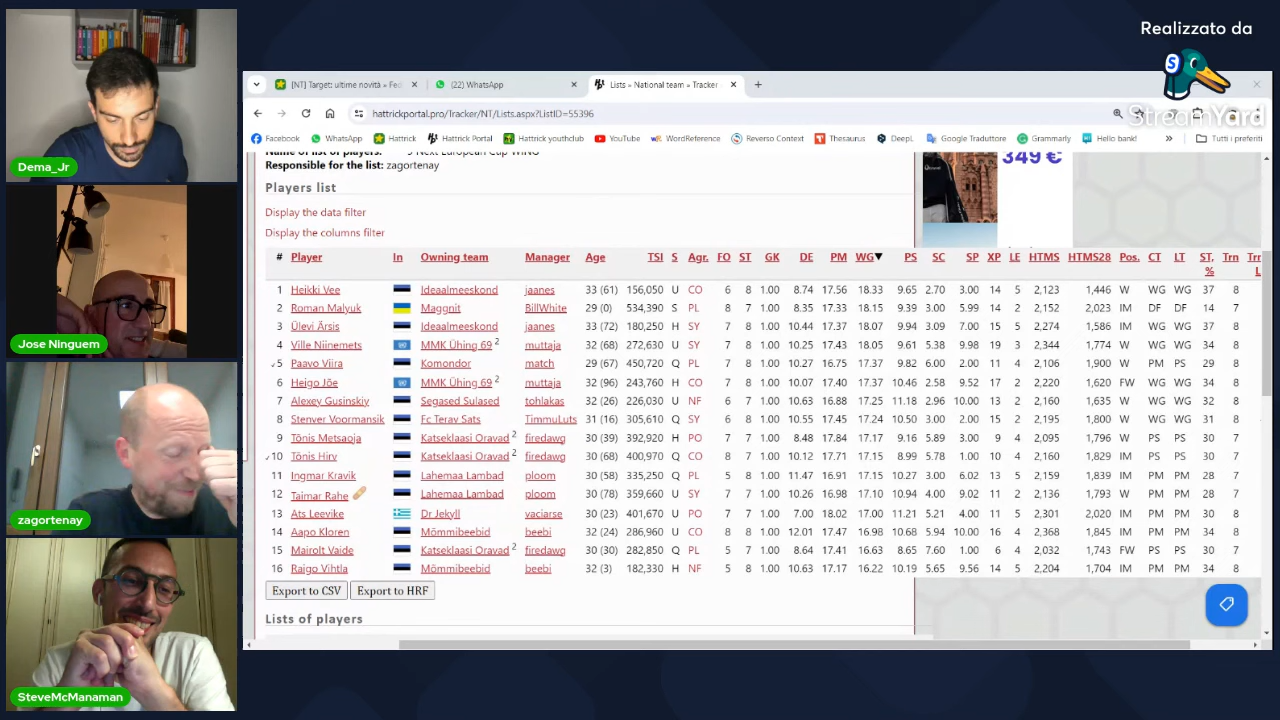 Realizzato da
StreamYard
[NT] Target: ultime novità » Fed
(22) WhatsApp
Lists » National team » Tracker
hattrickportal.pro/Tracker/NT/Lists.aspx?ListID=55396
Facebook WhatsApp Hattrick Hattrick Portal Hattrick youthclub YouTube WordReference Reverso Context Thesaurus DeepL Google Traduttore Grammarly Hello bank! » Tutti i preferiti
Responsible for the list: zagortenay
349 €
Players list
Display the data filter
Display the columns filter
# Player In Owning team Manager Age TSI S Agr. FO ST GK DE PM WG▼ PS SC SP XP LE HTMS HTMS28 Pos. CT LT ST, % Trn
1 Heikki Vee Ideaalmeeskond jaanes 33 (61) 156,050 U CO 6 8 1.00 8.74 17.56 18.33 9.65 2.70 3.00 14 5 2,123 1,446 W WG WG 37 8
2 Roman Malyuk Maggnit BillWhite 29 (0) 534,390 S PL 8 7 1.00 8.35 17.33 18.15 9.39 3.00 5.99 14 2 2,152 2,023 IM DF DF 14 7
3 Ülevi Ärsis Ideaalmeeskond jaanes 33 (72) 180,250 H SY 7 8 1.00 10.44 17.37 18.07 9.94 3.09 7.00 15 5 2,274 1,586 IM WG WG 37 8
4 Ville Niinemets MMK Ühing 69 2 muttaja 32 (68) 272,630 U SY 7 7 1.00 10.25 17.43 18.05 9.61 5.38 9.98 19 3 2,344 1,774 W WG WG 34 8
5 Paavo Viira Komondor match 31 (67) 450,720 Q PL 7 8 1.00 10.27 16.75 17.37 9.82 6.00 1.00 11 4 2,106 W PM PS 29 8
6 Heigo Jõe MMK Ühing 69 2 muttaja 32 (96) 243,760 H CO 7 8 1.00 10.07 17.40 17.37 10.46 2.58 9.52 17 2 2,220 1,620 FW WG WG 34 8
7 Alexey Gusinskiy Segased Sulased tohlakas 32 (26) 226,030 U NF 6 7 1.00 10.63 16.88 17.25 11.18 2.96 10.00 13 2 2,160 1,635 W WG WG 32 8
8 Stenver Voormansik Fc Terav Sats TimmuLuts 31 (16) 305,610 U SY 6 8 1.00 10.55 17.24 10.50 3.00 15 2 2,195 W WG WG 31 8
9 Tõnis Metsaoja Katseklaasi Oravad 2 firedawg 30 (39) 392,920 H PO 7 7 1.00 10.48 17.84 17.17 9.16 5.89 3.00 9 4 2,095 1,796 W PS PS 30 7
10 Tõnis Hirv Katseklaasi Oravad 2 firedawg 30 (68) 400,970 Q CO 7 8 1.00 10.12 17.71 17.15 8.99 5.78 1.00 10 4 IM PS PS 30 7
11 Ingmar Kravik Lahemaa Lambad ploom 30 (58) 335,250 Q PL 5 8 1.00 10.14 17.15 10.27 3.00 6.02 13 5 2,159 IM PM PM 28 7
12 Taimar Rahe Lahemaa Lambad ploom 30 (78) 359,660 U SY 7 7 1.00 10.26 16.98 17.10 10.94 4.00 9.02 11 2 2,136 1,793 W PM PM 28 7
13 Ats Leevike Dr Jekyll vaciarse 30 (23) 401,670 U PO 5 7 1.00 7.00 17.00 11.21 5.21 4.00 11 5 2,301 IM PM PM 30 8
14 Aapo Kloren Mömmibeebid beebi 32 (24) 286,960 U CO 8 8 1.00 12.01 16.98 10.68 5.94 10.00 16 4 2,368 IM PM PM 34 8
15 Mairolt Vaide Katseklaasi Oravad 2 firedawg 30 (30) 282,850 Q PL 5 8 1.00 8.64 17.41 16.63 8.65 7.60 1.00 6 4 2,032 FW PS PS 30 7
16 Raigo Vihtla Mömmibeebid beebi 32 (3) 182,330 H NF 5 8 1.00 10.63 17.17 16.22 10.19 5.65 9.56 14 5 2,204 1,704 IM PM PM 34 8
Export to CSV Export to HRF
Lists of players
Dema_Jr
Jose Ninguem
zagortenay
SteveMcManaman